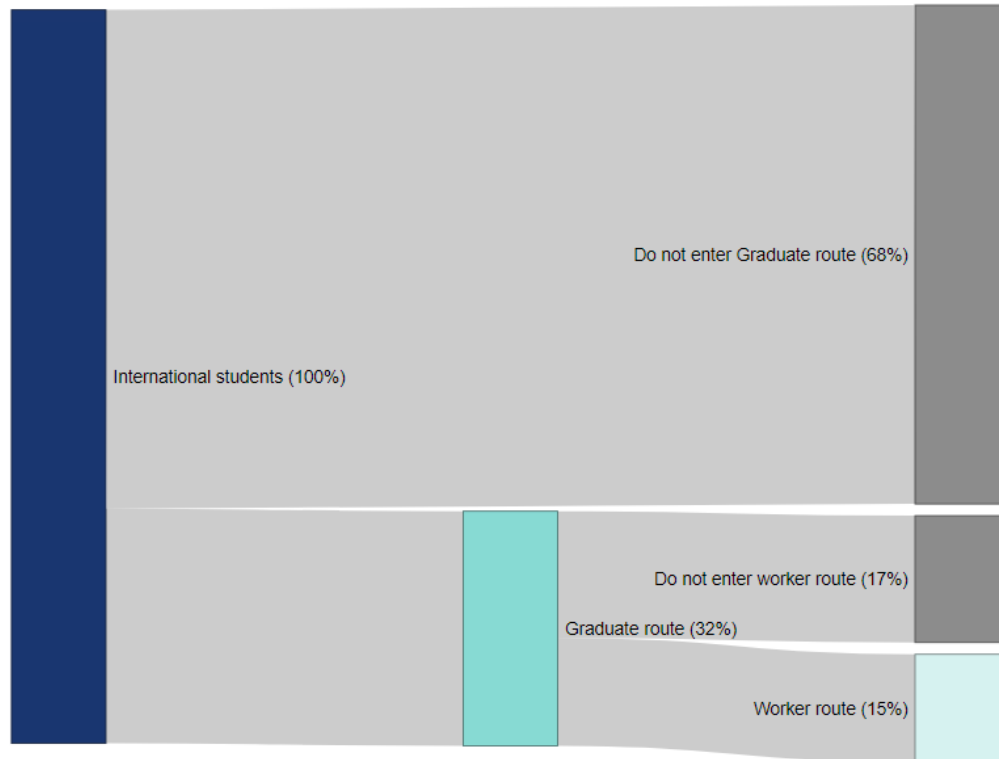 Do not enter Graduate route (68%)
International students (100%)
Do not enter worker route (17%)
Graduate route (32%)
Worker route (15%)